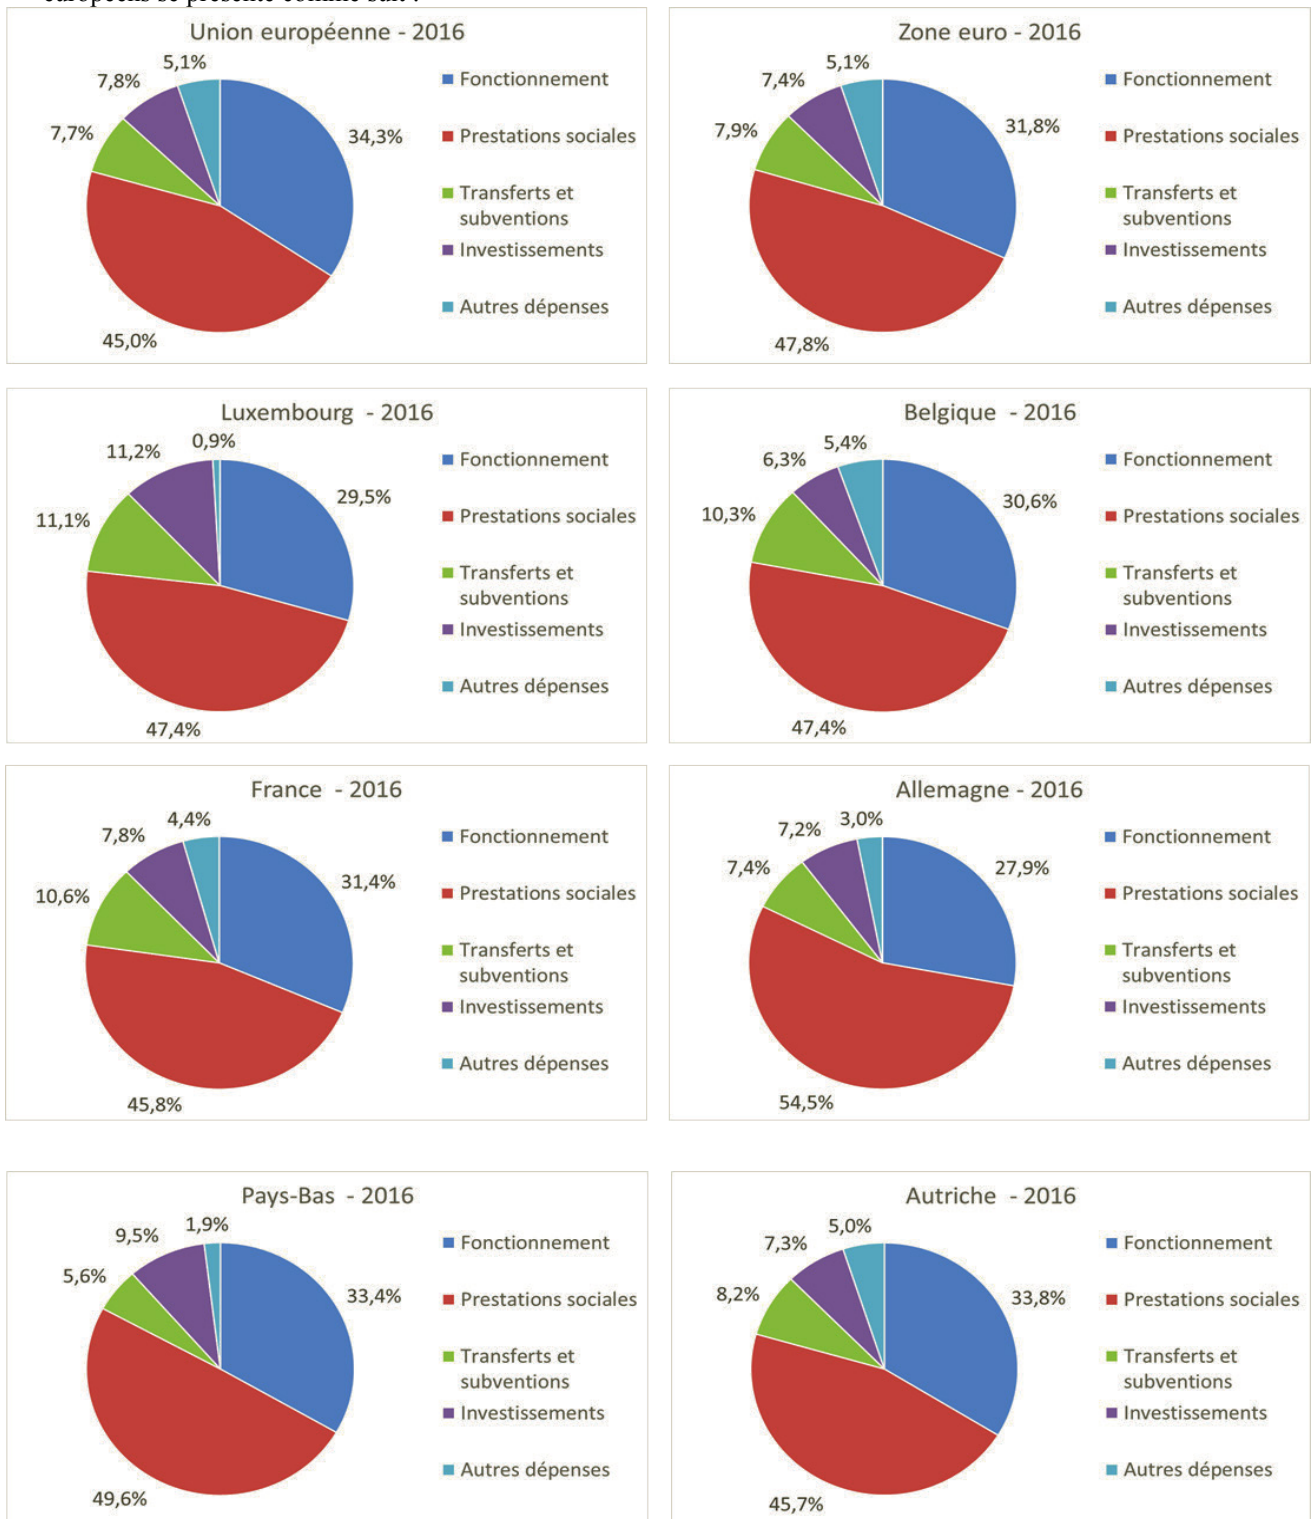 européens se présente comme suit :
Union européenne - 2016
5,1%
7,8%
7,7%
34,3%
45,0%
Fonctionnement
Prestations sociales
Transferts et
subventions
Investissements
Autres dépenses
Zone euro - 2016
5,1%
7,4%
7,9%
31,8%
47,8%
Fonctionnement
Prestations sociales
Transferts et
subventions
Investissements
Autres dépenses
Luxembourg - 2016
0,9%
11,2%
11,1%
29,5%
47,4%
Fonctionnement
Prestations sociales
Transferts et
subventions
Investissements
Autres dépenses
Belgique - 2016
5,4%
6,3%
10,3%
30,6%
47,4%
Fonctionnement
Prestations sociales
Transferts et
subventions
Investissements
Autres dépenses
France - 2016
4,4%
7,8%
10,6%
31,4%
45,8%
Fonctionnement
Prestations sociales
Transferts et
subventions
Investissements
Autres dépenses
Allemagne - 2016
3,0%
7,2%
7,4%
27,9%
54,5%
Fonctionnement
Prestations sociales
Transferts et
subventions
Investissements
Autres dépenses
Pays-Bas - 2016
1,9%
9,5%
5,6%
33,4%
49,6%
Fonctionnement
Prestations sociales
Transferts et
subventions
Investissements
Autres dépenses
Autriche - 2016
5,0%
7,3%
8,2%
33,8%
45,7%
Fonctionnement
Prestations sociales
Transferts et
subventions
Investissements
Autres dépenses